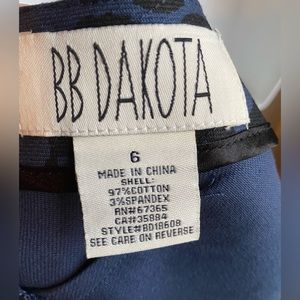 BB DAKOTA
6
MADE IN CHINA
SHELL:
97%COTTON
3%SPANDEX
RN#67365
CA#35884
STYLE#BD18608
SEE CARE ON REVERSE